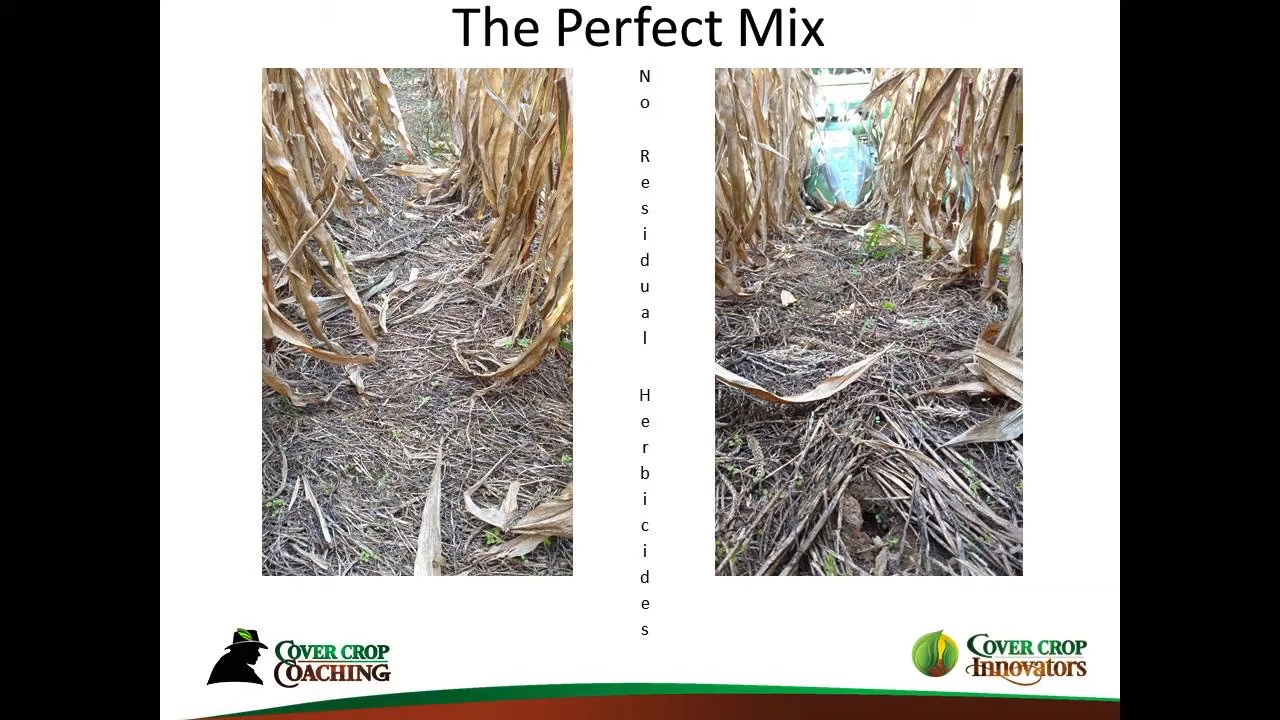 The Perfect Mix
No Residual Herbicides
COVER CROP
COACHING
COVER CROP
Innovators